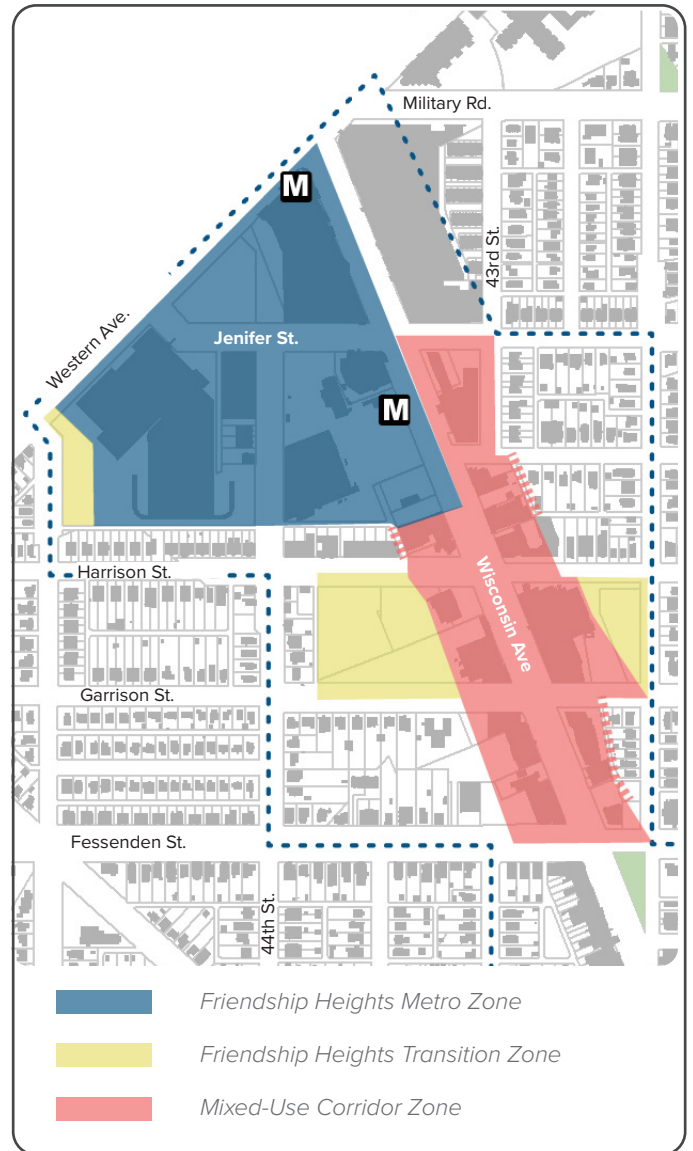 Military Rd.
M
43rd St.
Western Ave.
Jenifer St.
M
Wisconsin Ave
Harrison St.
Garrison St.
Fessenden St.
44th St.
Friendship Heights Metro Zone
Friendship Heights Transition Zone
Mixed-Use Corridor Zone